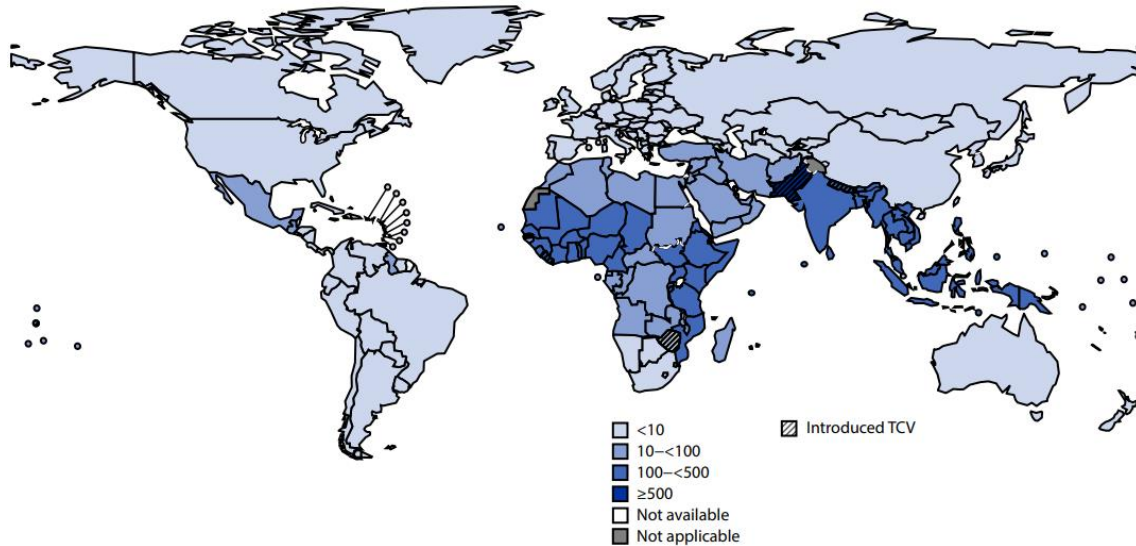 <10
10–<100
100–<500
≥500
Not available
Not applicable
Introduced TCV